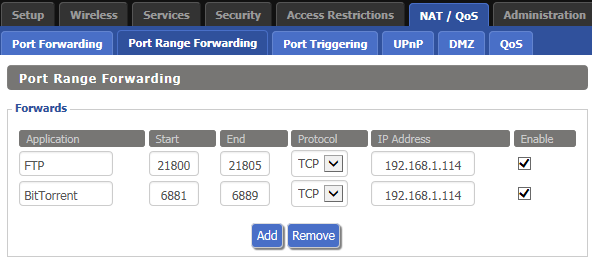 Setup Wireless Services Security Access Restrictions NAT / QoS Administration
Port Forwarding Port Range Forwarding Port Triggering UPnP DMZ QoS
Port Range Forwarding
Forwards
Application Start End Protocol IP Address Enable
FTP 21800 21805 TCP 192.168.1.114
BitTorrent 6881 6889 TCP 192.168.1.114
Add Remove